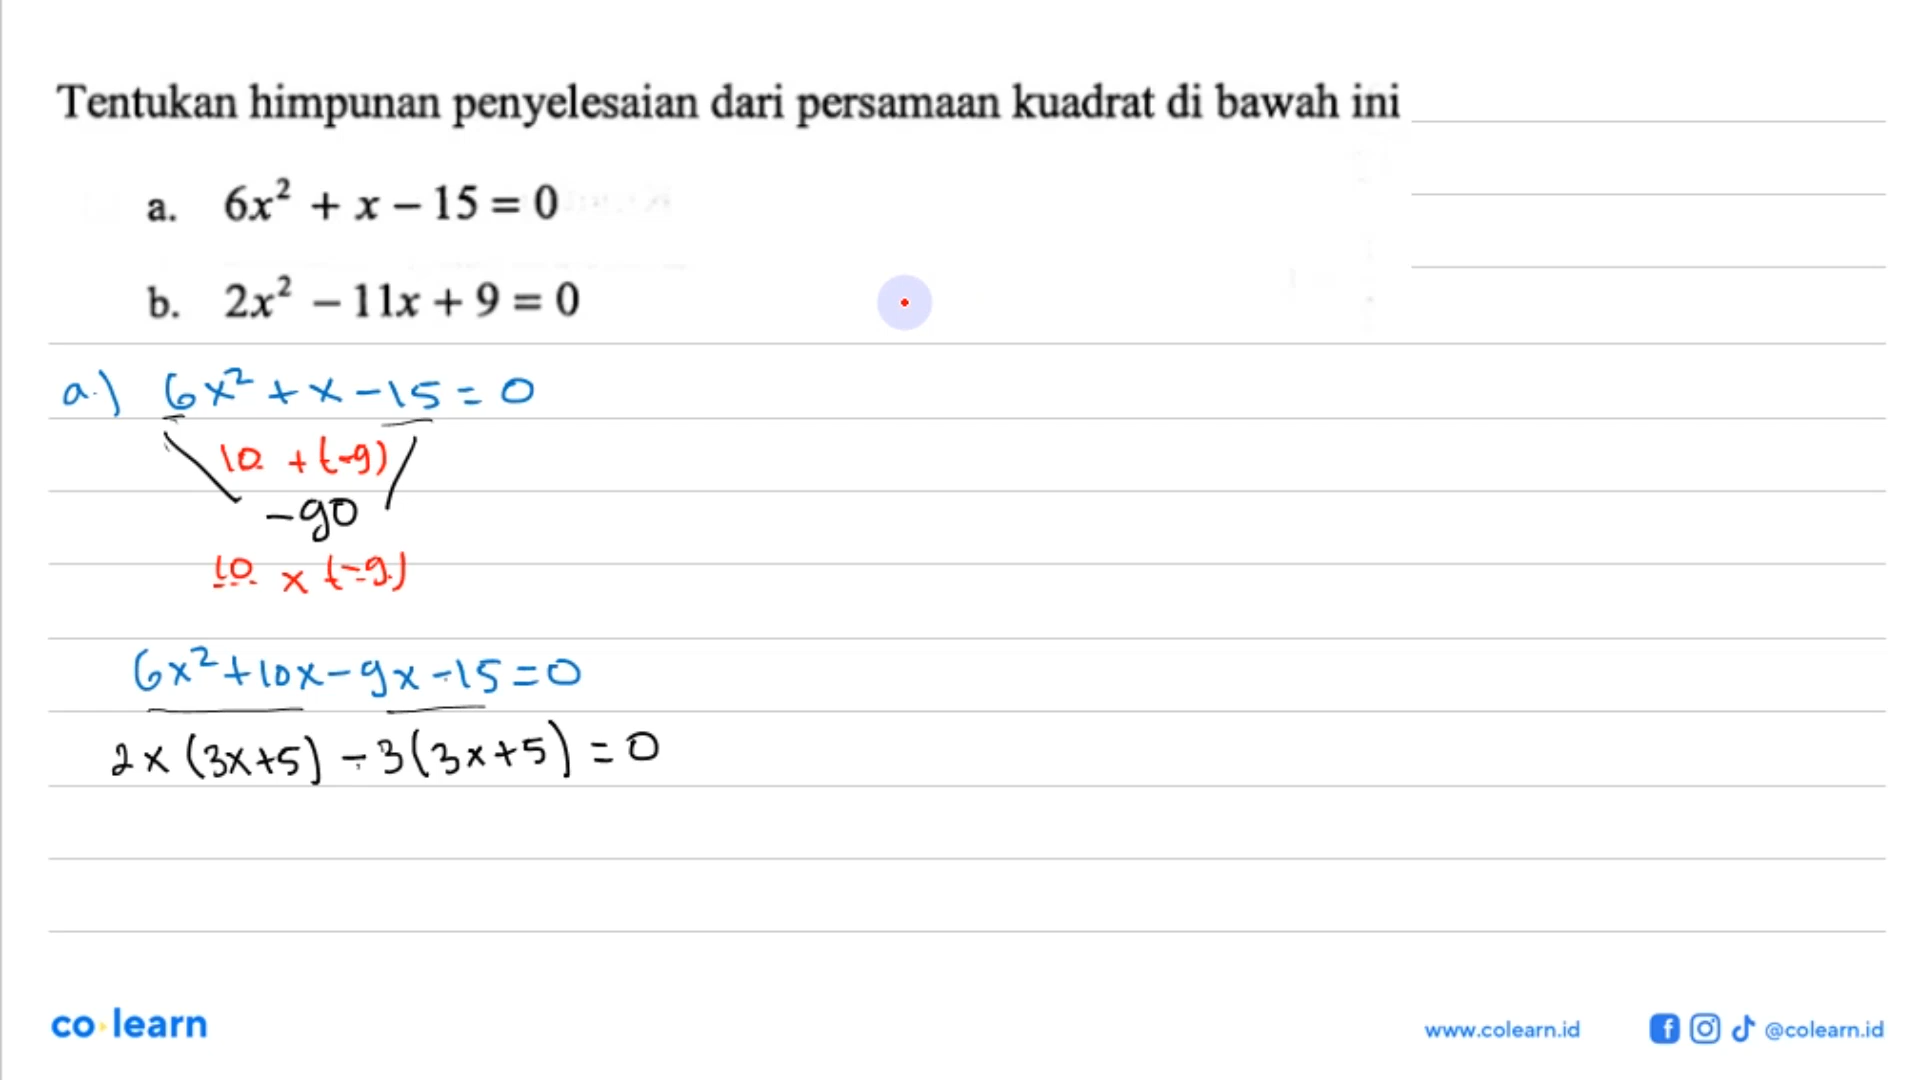 Tentukan himpunan penyelesaian dari persamaan kuadrat di bawah ini
a. 6x² + x − 15 = 0
b. 2x² − 11x + 9 = 0
a.) 6x² + x − 15 = 0
10 + (-9)
-90
10 x (-9)
6x² + 10x − 9x − 15 = 0
2x (3x+5) − 3(3x+5) = 0
co learn
www.colearn.id @colearn.id